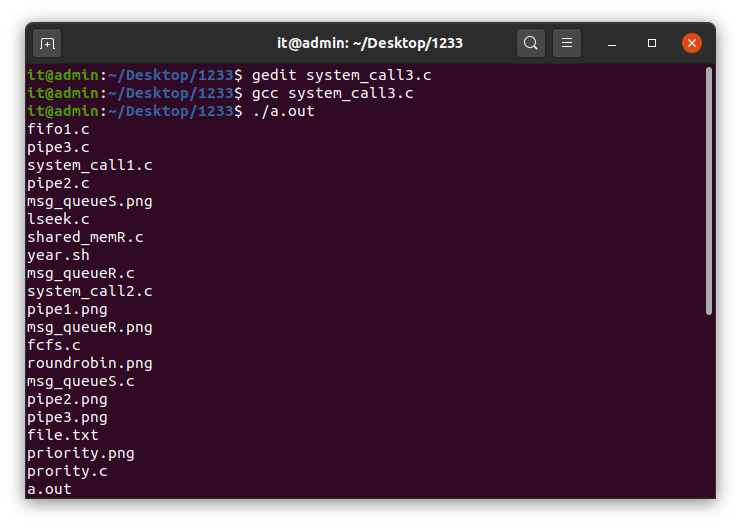 it@admin: ~/Desktop/1233
it@admin:~/Desktop/1233$ gedit system_call3.c
it@admin:~/Desktop/1233$ gcc system_call3.c
it@admin:~/Desktop/1233$ ./a.out
fifo1.c
pipe3.c
system_call1.c
pipe2.c
msg_queueS.png
lseek.c
shared_memR.c
year.sh
msg_queueR.c
system_call2.c
pipe1.png
msg_queueR.png
fcfs.c
roundrobin.png
msg_queueS.c
pipe2.png
pipe3.png
file.txt
priority.png
prority.c
a.out